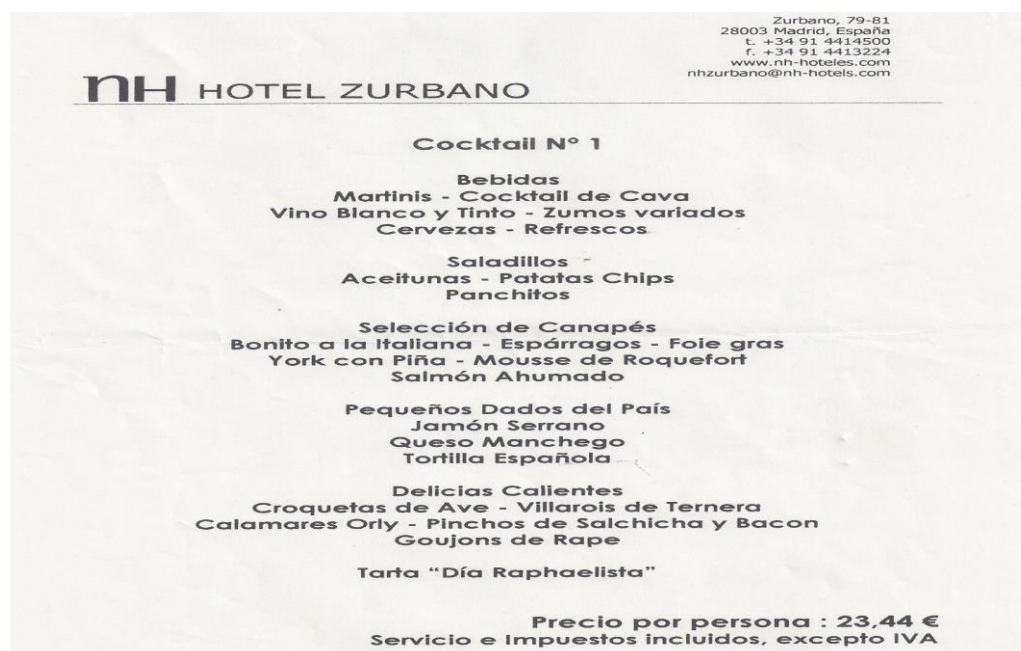 Zurbano, 79-81
28003 Madrid, España
t. +34 91 4414500
f. +34 91 4413224
www.nh-hoteles.com
nhzurbano@nh-hotels.com
nH HOTEL ZURBANO
Cocktail Nº 1
Bebidas
Martinis - Cocktail de Cava
Vino Blanco y Tinto - Zumos variados
Cervezas - Refrescos
Saladillos
Aceitunas - Patatas Chips
Panchitos
Selección de Canapés
Bonito a la Italiana - Espárragos - Foie gras
York con Piña - Mousse de Roquefort
Salmón Ahumado
Pequeños Dados del País
Jamón Serrano
Queso Manchego
Tortilla Española
Delicias Calientes
Croquetas de Ave - Villarois de Ternera
Calamares Orly - Pinchos de Salchicha y Bacon
Goujons de Rape
Tarta “Día Raphaelista”
Precio por persona : 23,44 €
Servicio e Impuestos incluidos, excepto IVA